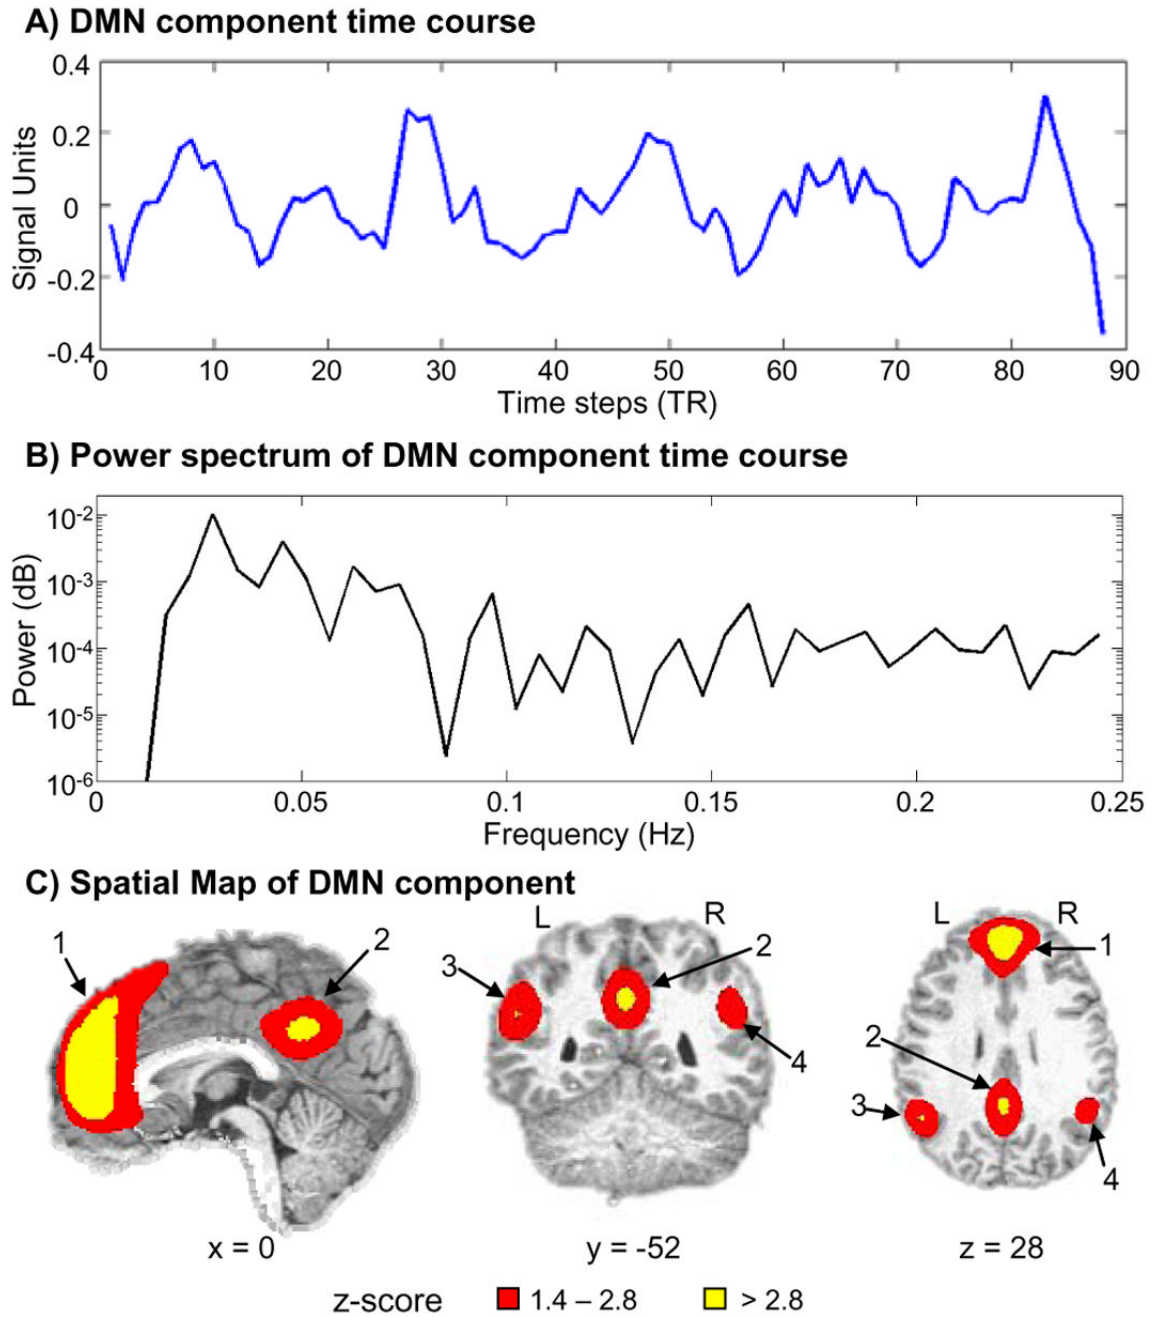 A) DMN component time course
0.4
0.2
0
-0.2
-0.4
Signal Units
0 10 20 30 40 50 60 70 80 90
Time steps (TR)
B) Power spectrum of DMN component time course
10-2
10-3
10-4
10-5
10-6
Power (dB)
0 0.05 0.1 0.15 0.2 0.25
Frequency (Hz)
C) Spatial Map of DMN component
1 2
L R
3 2
4
L R
1
2
3
4
x = 0 y = -52 z = 28
z-score 1.4 – 2.8 > 2.8